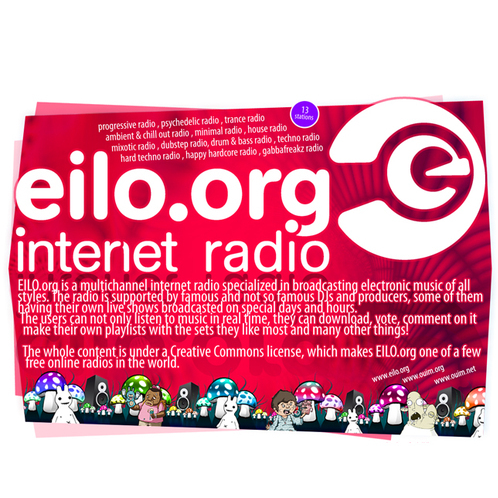 13
stations
progressive radio , psychedelic radio , trance radio
ambient & chill out radio , minimal radio , house radio
mixotic radio , dubstep radio, drum & bass radio , techno radio
hard techno radio , happy hardcore radio , gabbafreakz radio
eilo.org
internet radio
EILO.org is a multichannel internet radio specialized in broadcasting electronic music of all
styles. The radio is supported by famous and not so famous DJs and producers, some of them
having their own live shows broadcasted on special days and hours.
The users can not only listen to music in real time, they can download, vote, comment on it
make their own playlists with the sets they like most and many other things!
The whole content is under a Creative Commons license, which makes EILO.org one of a few
free online radios in the world.
www.eilo.org www.ouim.org www.ouim.net